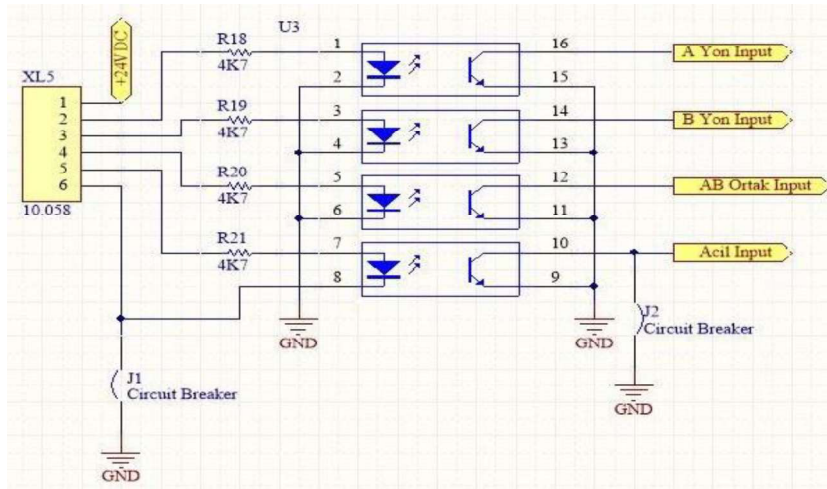 U3
+24V DC
XL5
1
2
3
4
5
6
10.058
R18
4K7
R19
4K7
R20
4K7
R21
4K7
1
2
3
4
5
6
7
8
16
15
14
13
12
11
10
9
A Yon Input
B Yon Input
AB Ortak Input
Acil Input
GND
GND
J2
Circuit Breaker
GND
J1
Circuit Breaker
GND